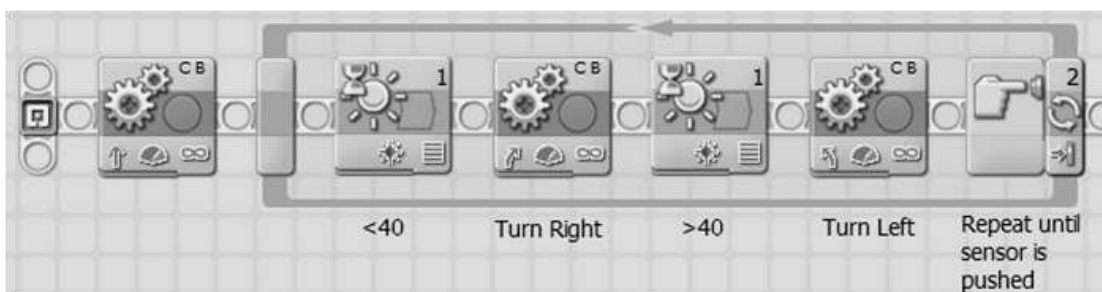 C B
1
C B
1
C B
2
<40
Turn Right
>40
Turn Left
Repeat until
sensor is
pushed